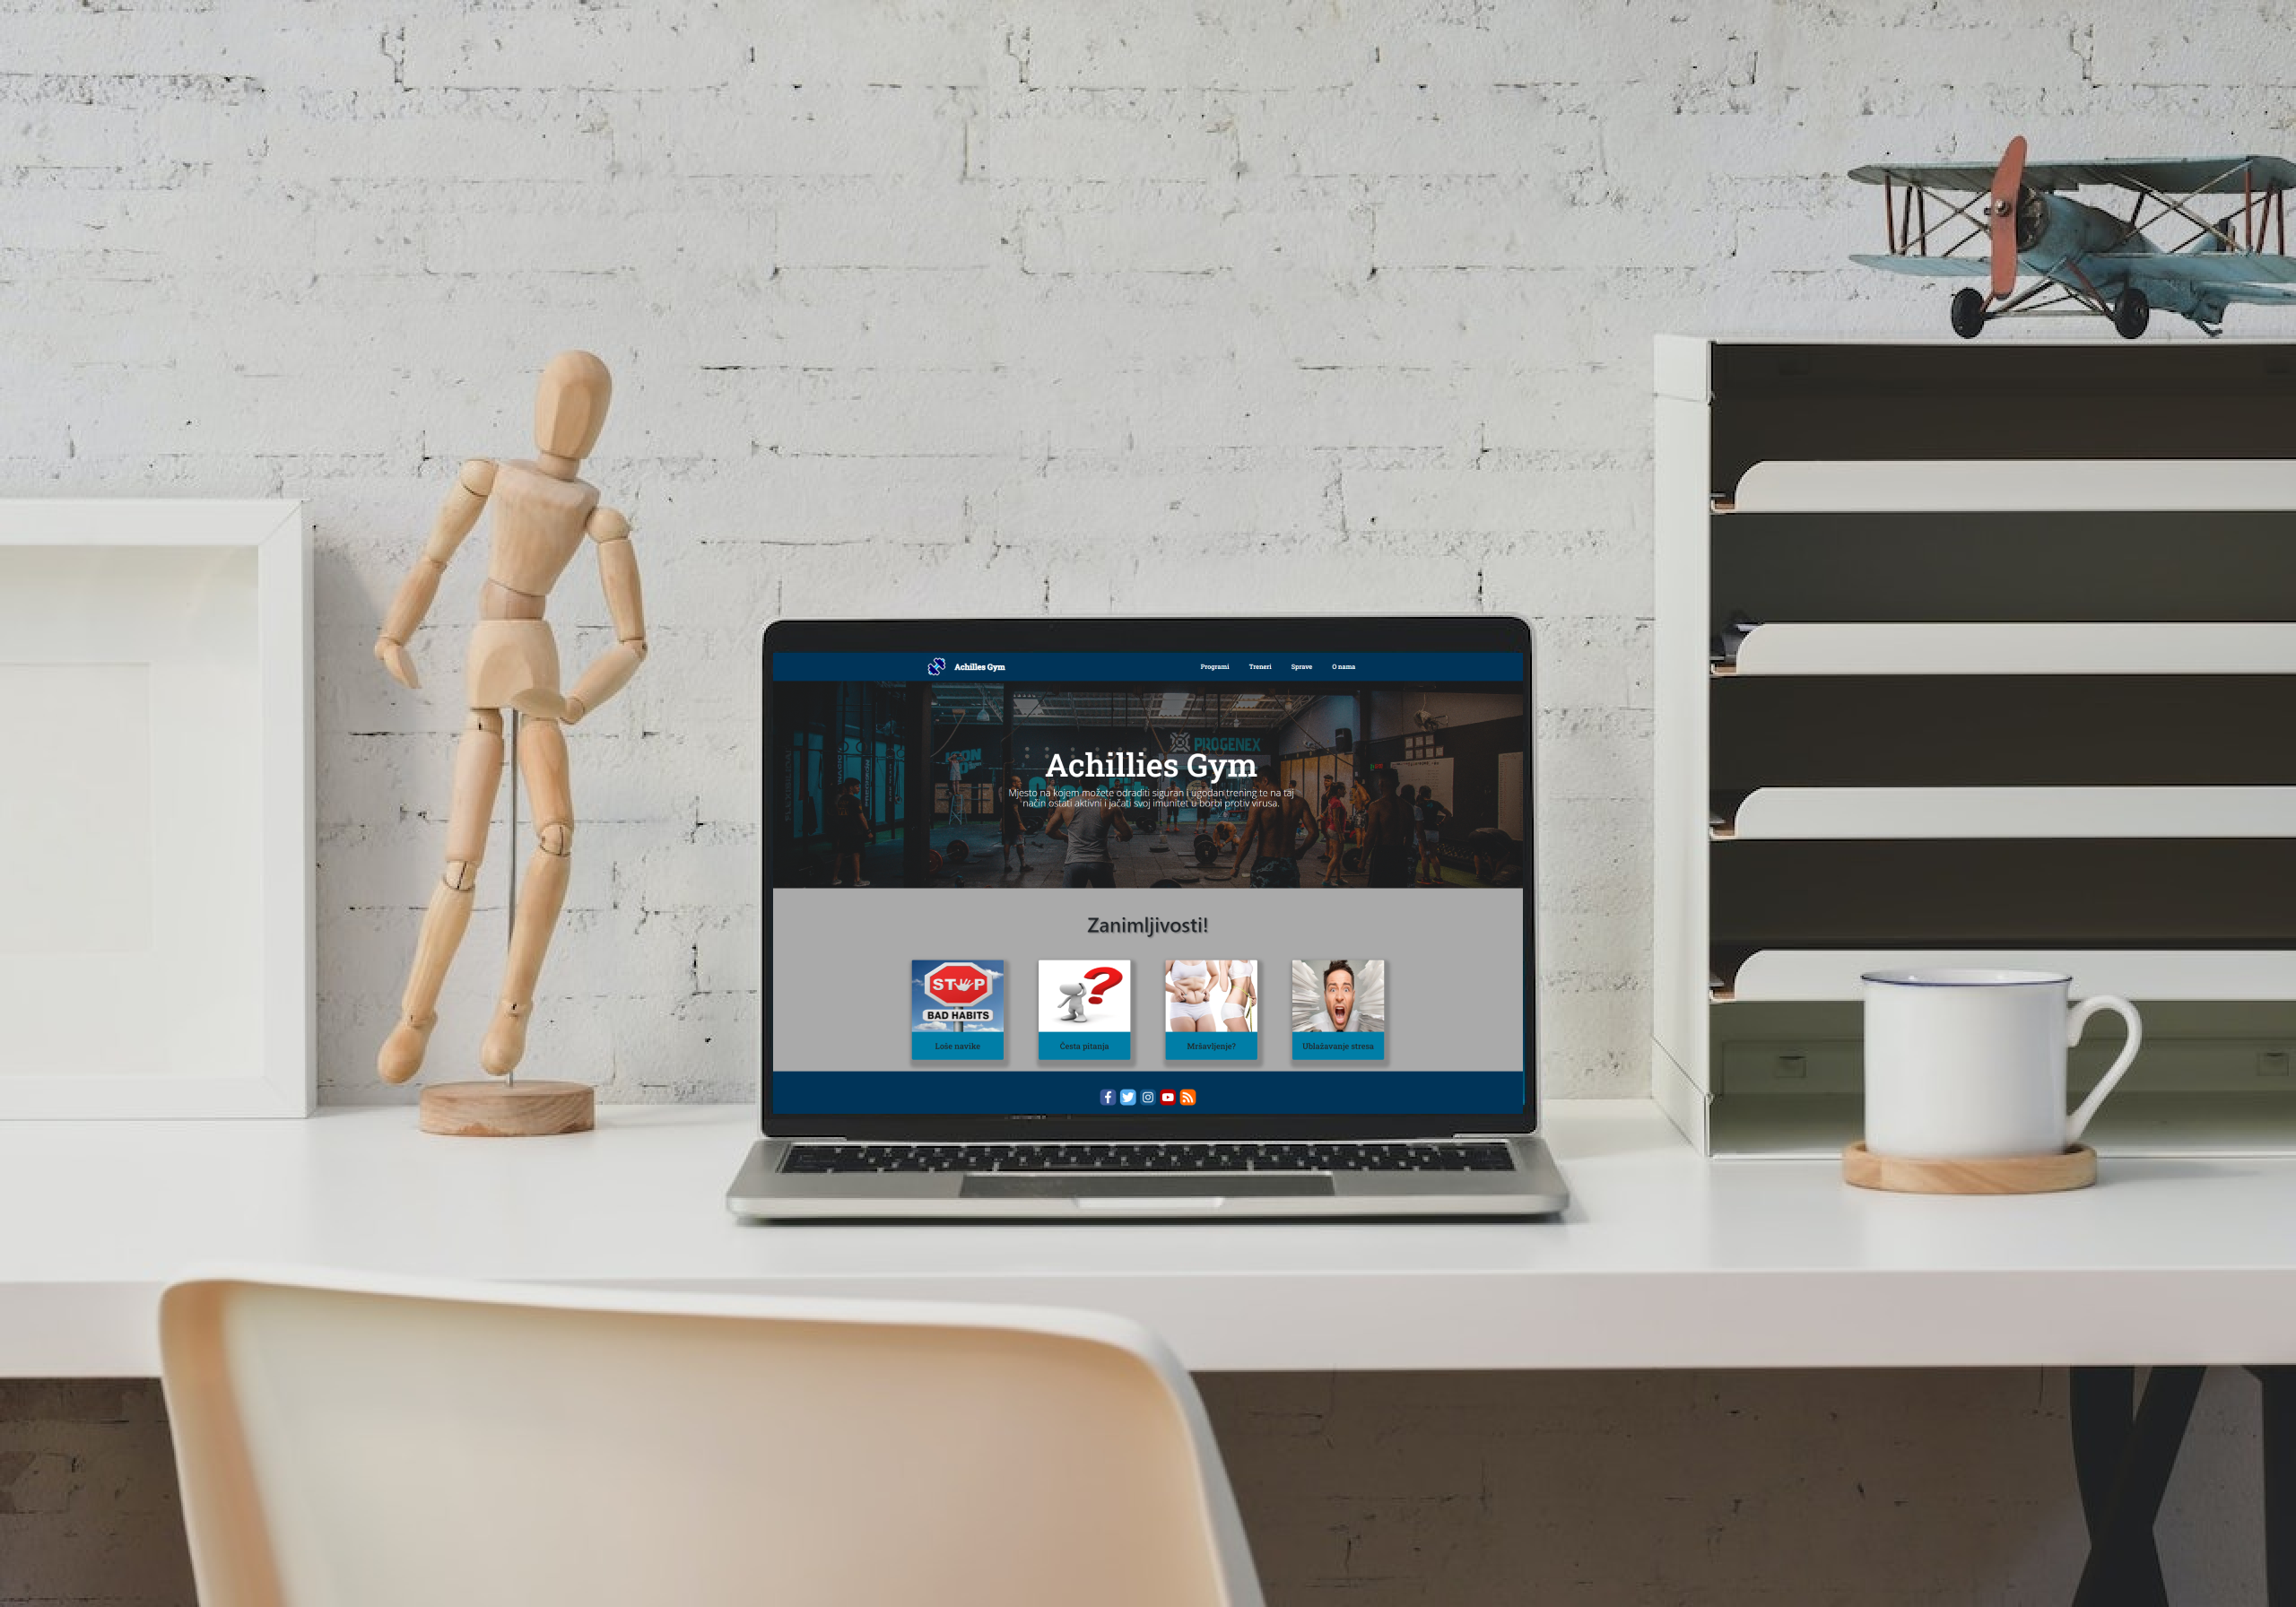 Achilles Gym
Programi
Treneri
Sprave
O nama
PROGENEX
Achillies Gym
Mjesto na kojem možete odraditi siguran i ugodan trening te na taj
način ostati aktivni i jačati svoj imunitet u borbi protiv virusa.
Zanimljivosti!
STOP
BAD HABITS
Loše navike
Česta pitanja
Mršavljenje?
Ublažavanje stresa